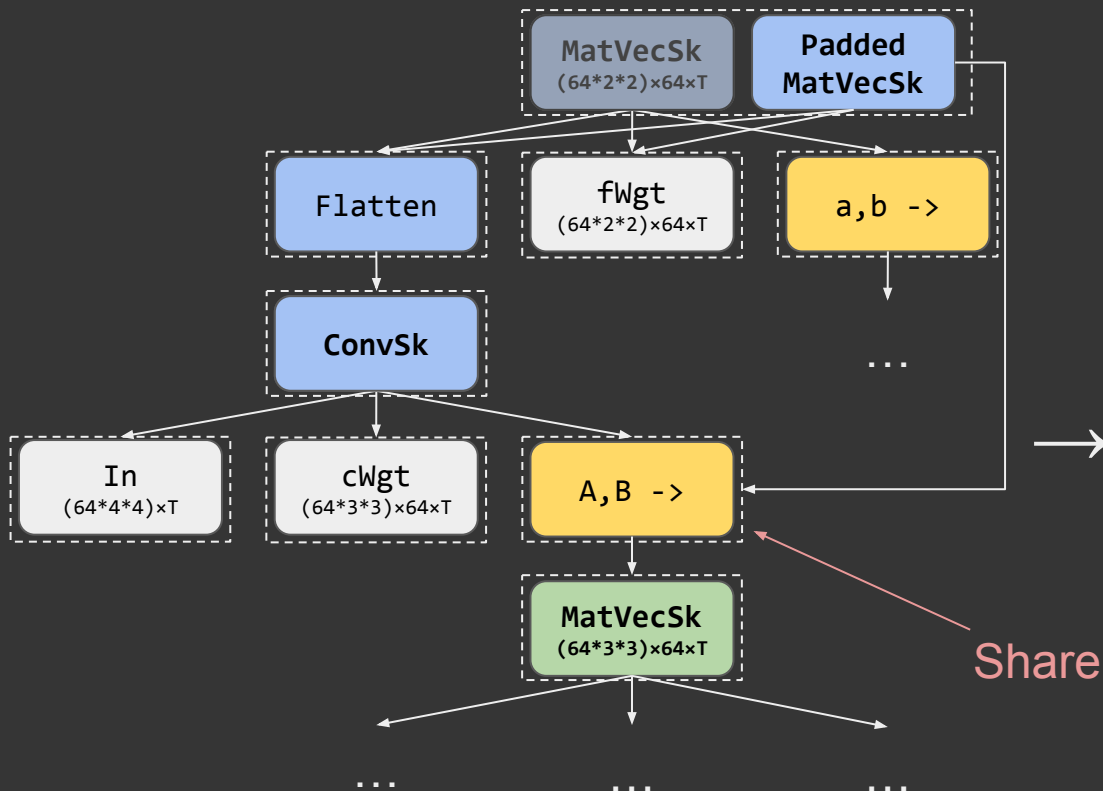 MatVecSk
(64*2*2)×64×T
Padded
MatVecSk
Flatten
fWgt
(64*2*2)×64×T
a,b ->
ConvSk
...
In
(64*4*4)×T
cWgt
(64*3*3)×64×T
A,B ->
MatVecSk
(64*3*3)×64×T
Share
...
...
...